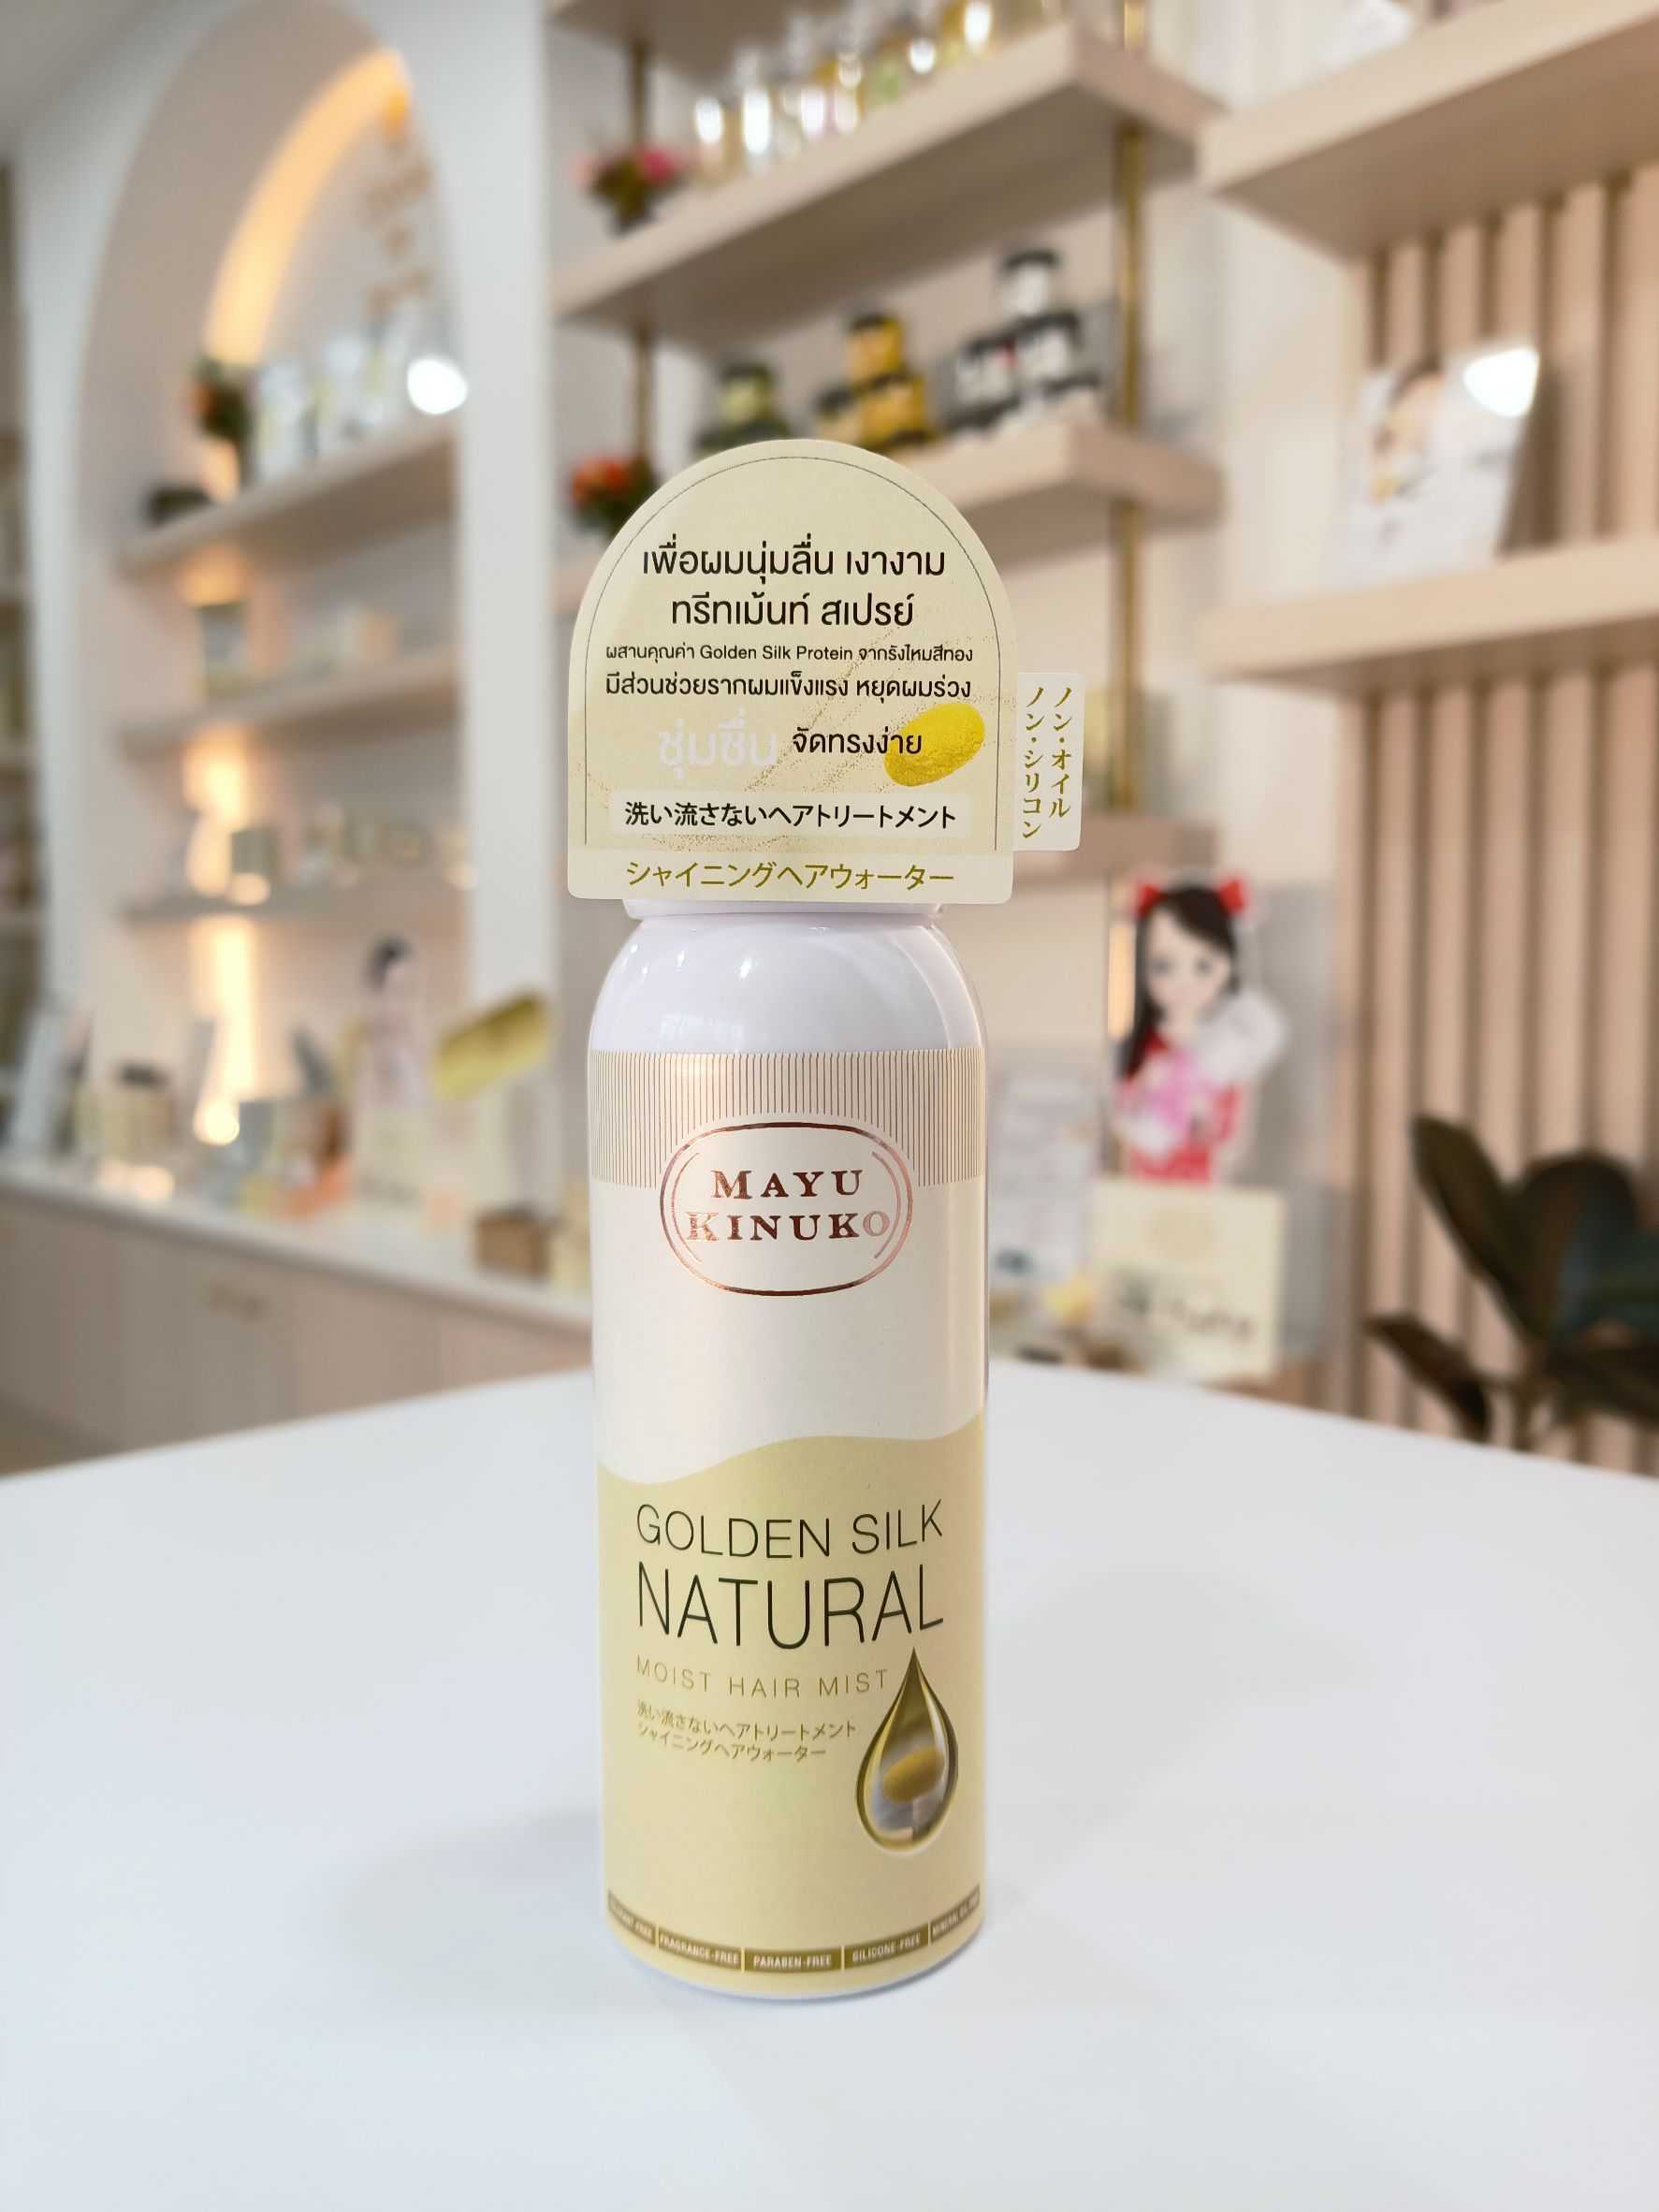 เพื่อผมนุ่มลื่น เงางาม
ทรีทเม้นท์ สเปรย์
ผสานคุณค่า Golden Silk Protein จากรังไหมสีทอง
มีส่วนช่วยรากผมแข็งแรง หยุดผมร่วง
ชุ่มชื่น จัดทรงง่าย
洗い流さないヘアトリートメント
シャイニングヘアウォーター
ノン・オイル
ノン・シリコン
MAYU
KINUKO
GOLDEN SILK
NATURAL
MOIST HAIR MIST
洗い流さないヘアトリートメント
シャイニングヘアウォーター
FRAGRANCE-FREE
PARABEN-FREE
SILICONE-FREE